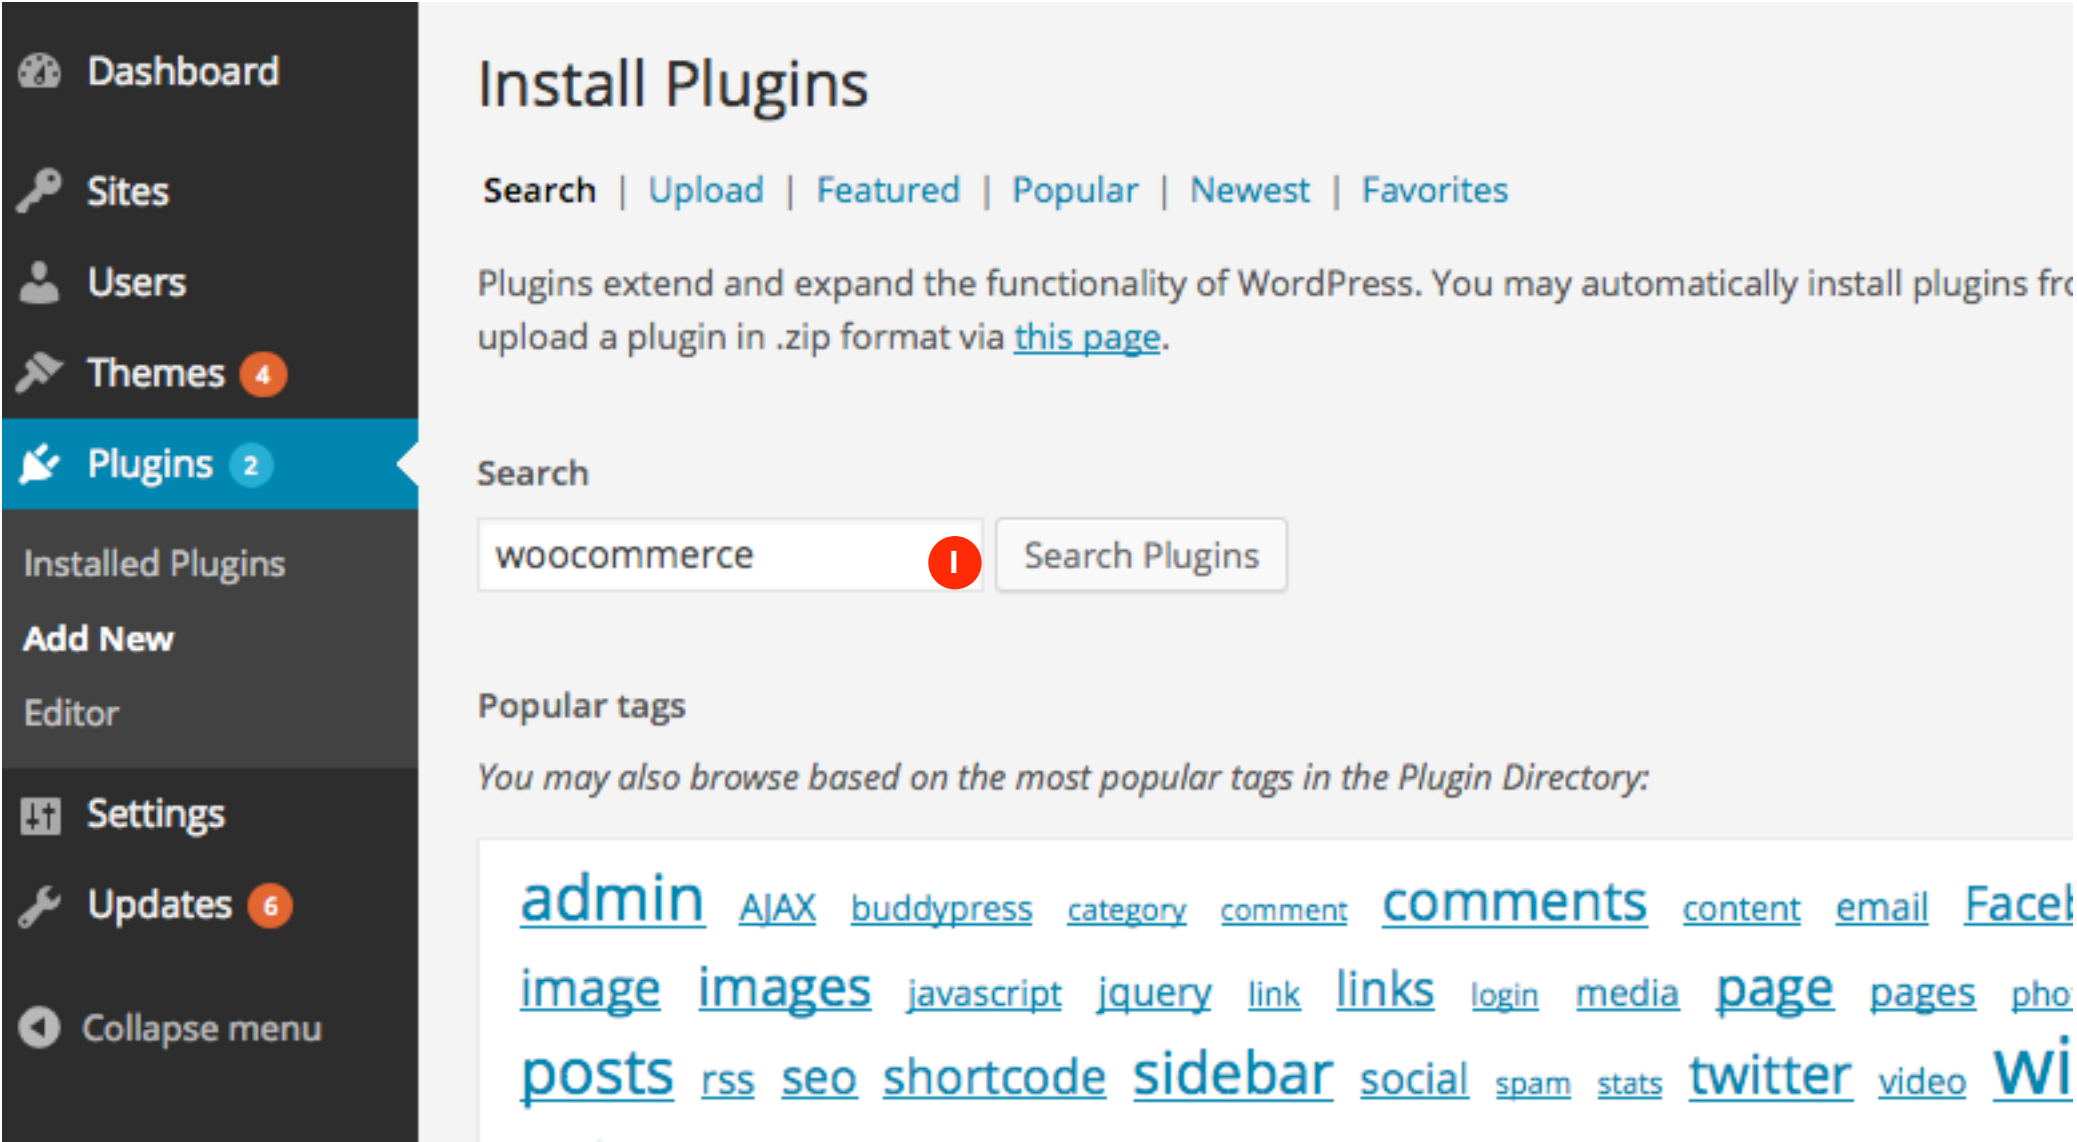 Dashboard
Sites
Users
Themes 4
Plugins 2
Installed Plugins
Add New
Editor
Settings
Updates 6
Collapse menu
Install Plugins
Search | Upload | Featured | Popular | Newest | Favorites
Plugins extend and expand the functionality of WordPress. You may automatically install plugins
upload a plugin in .zip format via this page.
Search
woocommerce I Search Plugins
Popular tags
You may also browse based on the most popular tags in the Plugin Directory:
admin AJAX buddypress category comment comments content email
image images javascript jquery link links login media page pages
posts rss seo shortcode sidebar social spam stats twitter video